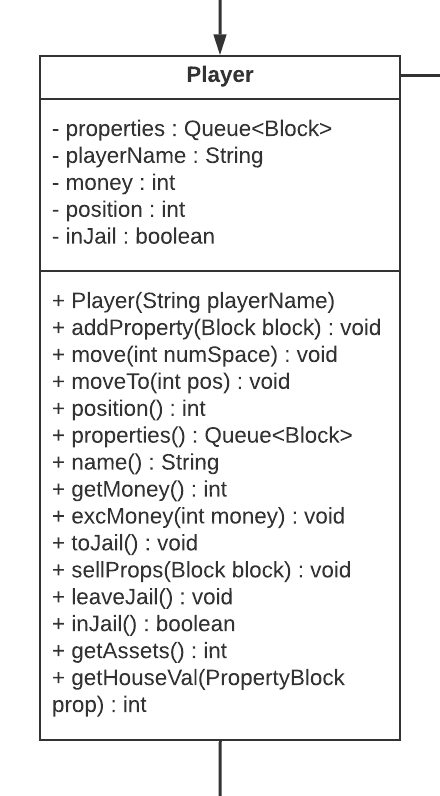 Player
- properties : Queue<Block>
- playerName : String
- money : int
- position : int
- inJail : boolean
+ Player(String playerName)
+ addProperty(Block block) : void
+ move(int numSpace) : void
+ moveTo(int pos) : void
+ position() : int
+ properties() : Queue<Block>
+ name() : String
+ getMoney() : int
+ excMoney(int money) : void
+ toJail() : void
+ sellProps(Block block) : void
+ leaveJail() : void
+ inJail() : boolean
+ getAssets() : int
+ getHouseVal(PropertyBlock
prop) : int